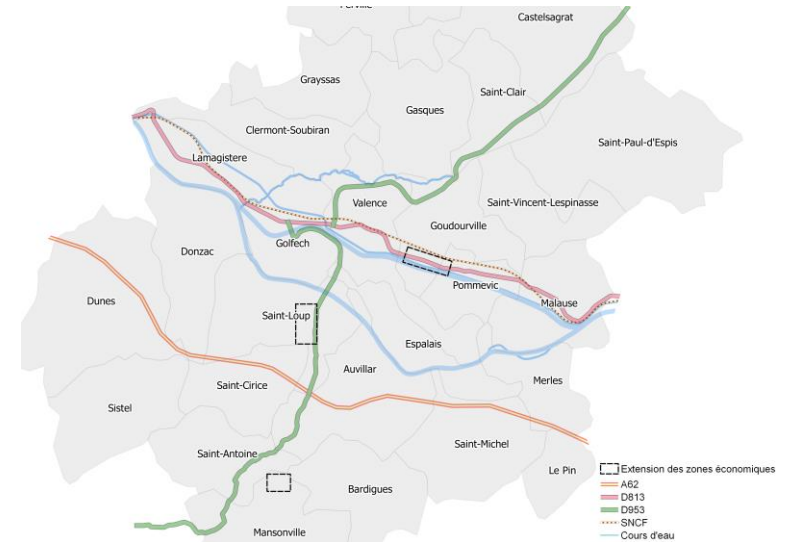 Castelsagrat
Grayssas
Saint-Clair
Gasques
Clermont-Soubiran
Saint-Paul-d'Espis
Lamagistere
Valence
Saint-Vincent-Lespinasse
Goudourville
Golfech
Donzac
Pommevic
Dunes
Malause
Saint-Loup
Espalais
Auvillar
Merles
Saint-Cirice
Sistel
Saint-Michel
Saint-Antoine
Le Pin
Bardigues
Mansonville
Extension des zones économiques
A62
D813
D953
SNCF
Cours d'eau